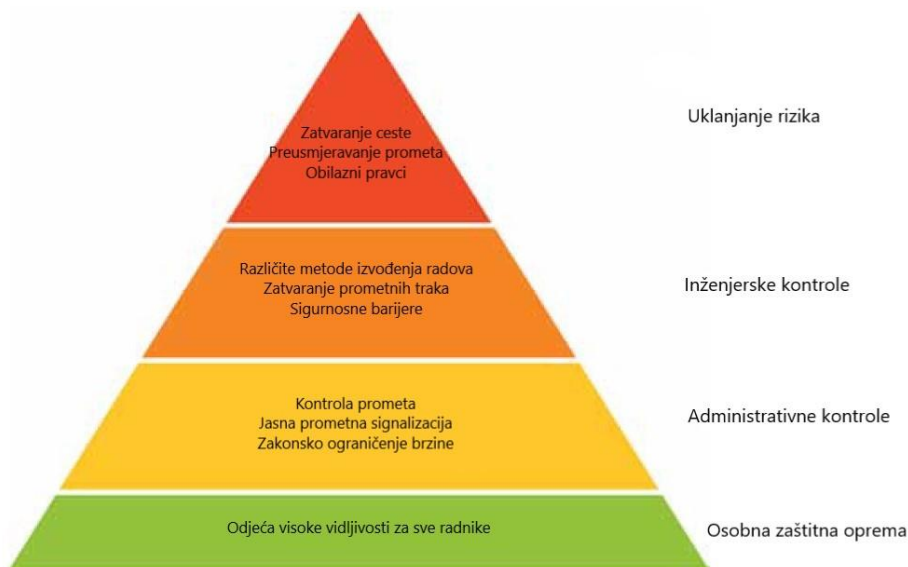 Zatvaranje ceste
Preusmjeravanje prometa
Obilazni pravci
Uklanjanje rizika
Različite metode izvođenja radova
Zatvaranje prometnih traka
Sigurnosne barijere
Inženjerske kontrole
Kontrola prometa
Jasna prometna signalizacija
Zakonsko ograničenje brzine
Administrativne kontrole
Odjeća visoke vidljivosti za sve radnike
Osobna zaštitna oprema